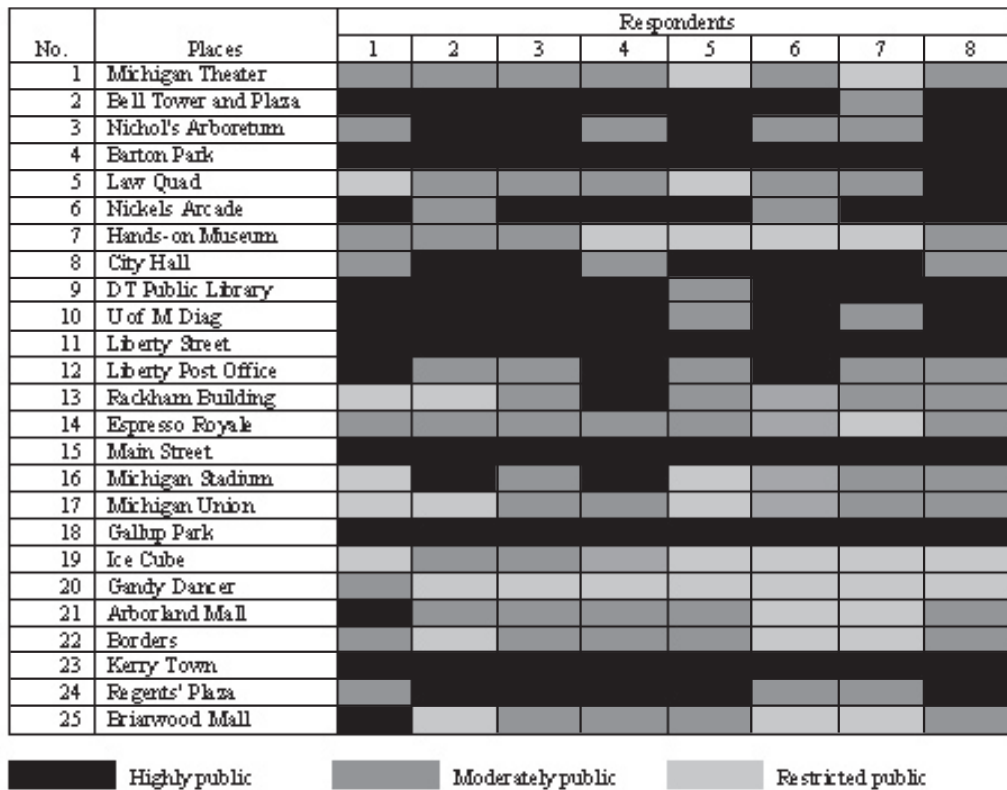 Respondents
No. Places 1 2 3 4 5 6 7 8
1 Michigan Theater
2 Bell Tower and Plaza
3 Nichol's Arboretum
4 Barton Park
5 Law Quad
6 Nickels Arcade
7 Hands-on Museum
8 City Hall
9 DT Public Library
10 U of M Diag
11 Liberty Street
12 Liberty Post Office
13 Rackham Building
14 Espresso Royale
15 Main Street
16 Michigan Stadium
17 Michigan Union
18 Gallup Park
19 Ice Cube
20 Gandy Dancer
21 Arborland Mall
22 Borders
23 Kerry Town
24 Regents' Plaza
25 Briarwood Mall
Highly public Moderately public Restricted public